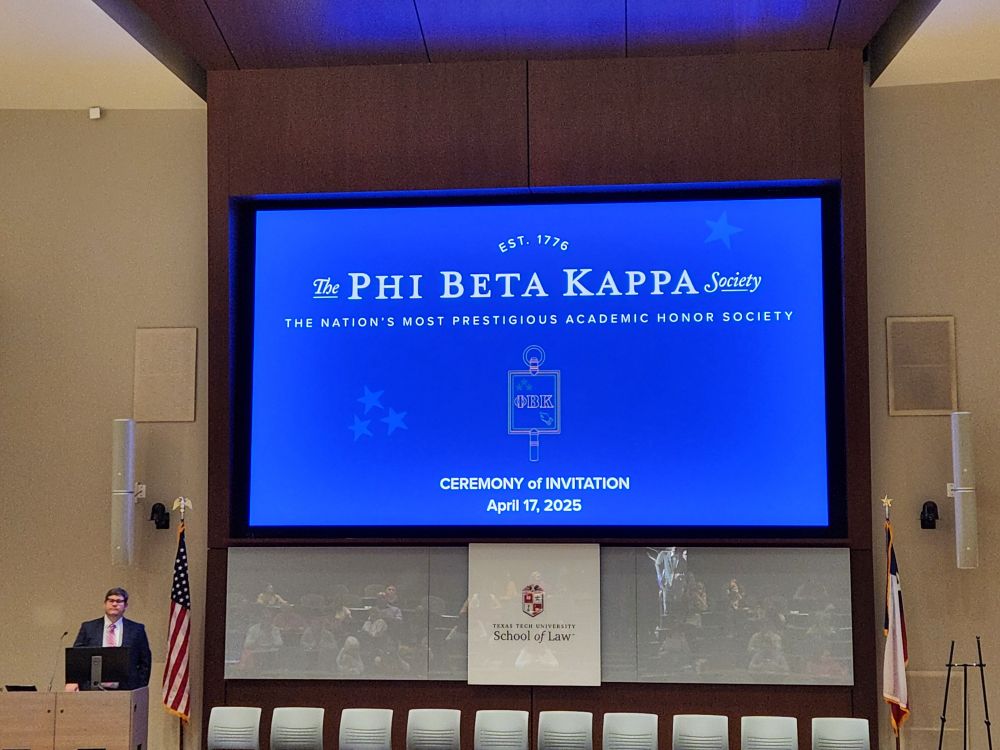 EST. 1776
The PHI BETA KAPPA Society
THE NATION'S MOST PRESTIGIOUS ACADEMIC HONOR SOCIETY
ΦBK
CEREMONY of INVITATION
April 17, 2025
TEXAS TECH UNIVERSITY
School of Law™